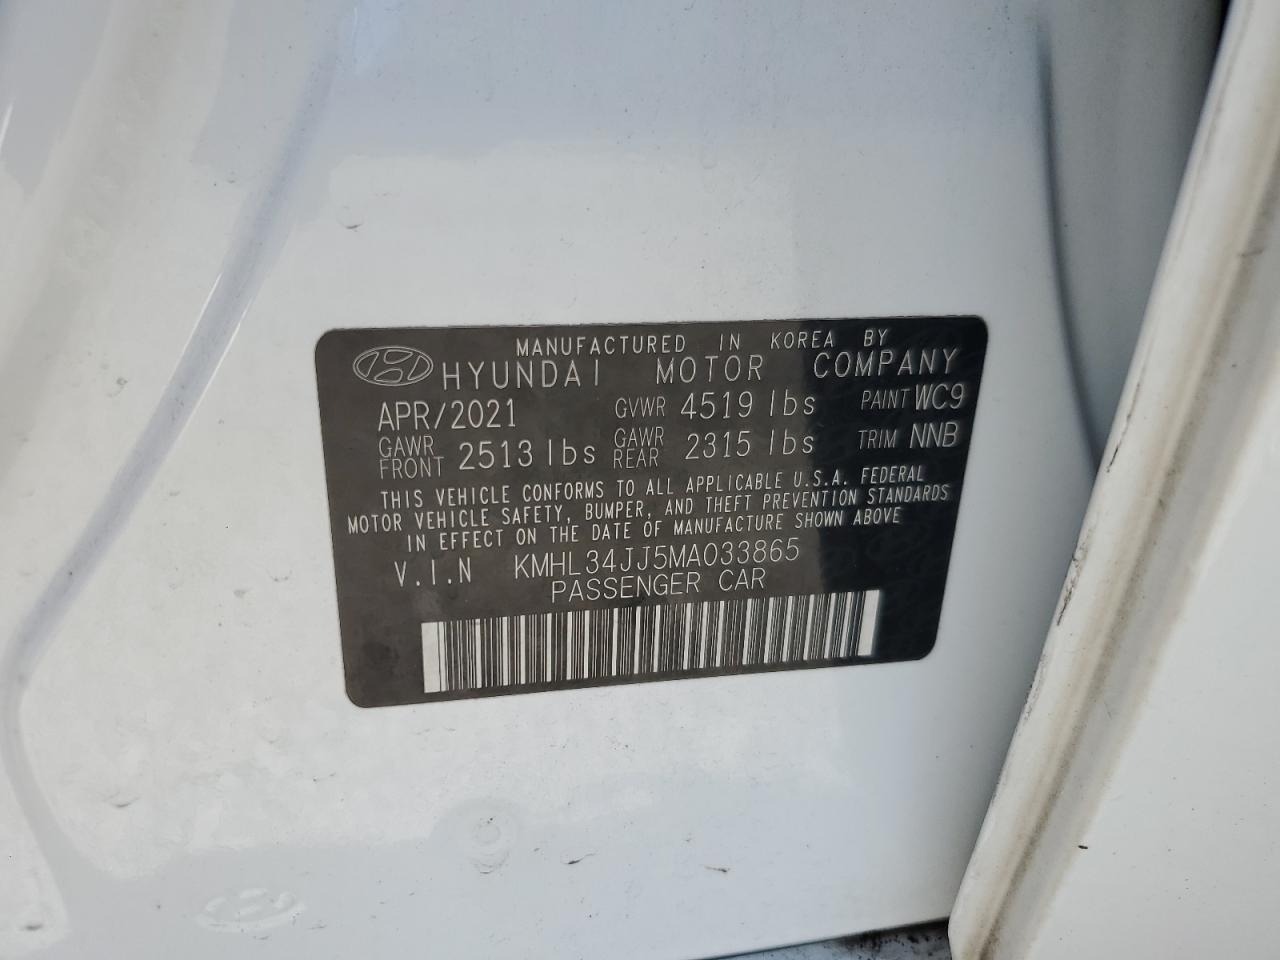 MANUFACTURED IN KOREA BY
HYUNDAI MOTOR COMPANY
APR/2021 GVWR 4519 lbs PAINT WC9
GAWR FRONT 2513 lbs GAWR REAR 2315 lbs TRIM NNB
THIS VEHICLE CONFORMS TO ALL APPLICABLE U.S.A. FEDERAL
MOTOR VEHICLE SAFETY, BUMPER, AND THEFT PREVENTION STANDARDS
IN EFFECT ON THE DATE OF MANUFACTURE SHOWN ABOVE
V.I.N KMHL34JJ5MA033865
PASSENGER CAR